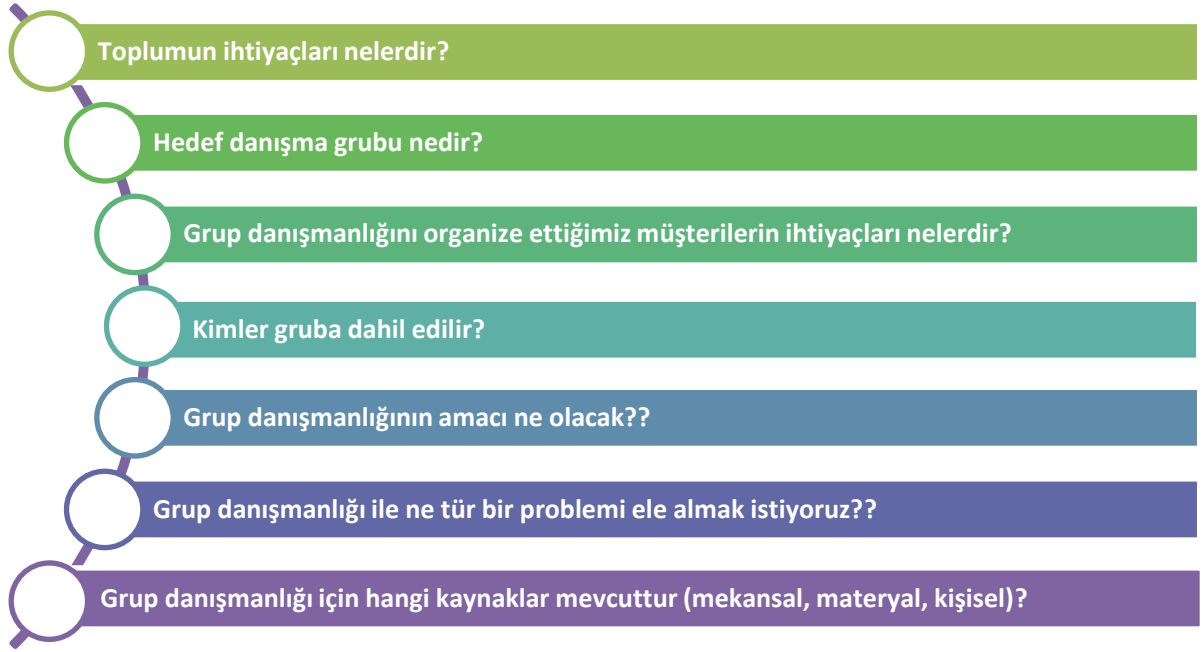 Toplumun ihtiyaçları nelerdir?
Hedef danışma grubu nedir?
Grup danışmanlığını organize ettiğimiz müşterilerin ihtiyaçları nelerdir?
Kimler gruba dahil edilir?
Grup danışmanlığının amacı ne olacak??
Grup danışmanlığı ile ne tür bir problemi ele almak istiyoruz??
Grup danışmanlığı için hangi kaynaklar mevcuttur (mekansal, materyal, kişisel)?